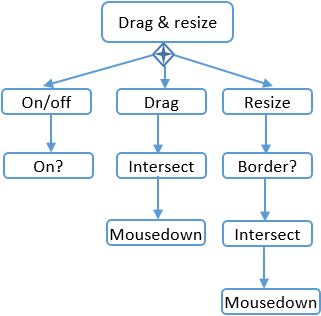 Drag & resize
On/off
Drag
Resize
On?
Intersect
Border?
Mousedown
Intersect
Mousedown